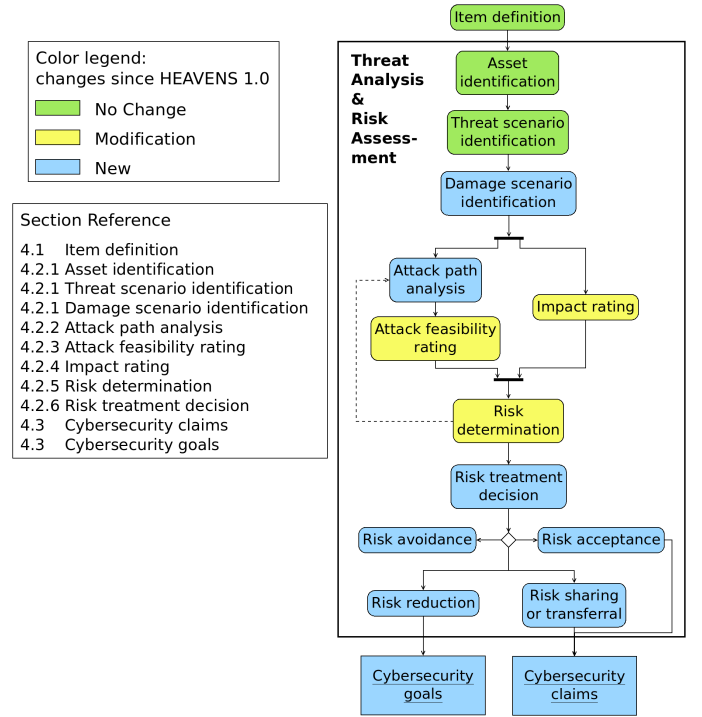 Item definition
Color legend:
changes since HEAVENS 1.0
No Change
Modification
New
Section Reference
4.1 Item definition
4.2.1 Asset identification
4.2.1 Threat scenario identification
4.2.1 Damage scenario identification
4.2.2 Attack path analysis
4.2.3 Attack feasibility rating
4.2.4 Impact rating
4.2.5 Risk determination
4.2.6 Risk treatment decision
4.3 Cybersecurity claims
4.3 Cybersecurity goals
Threat
Analysis
&
Risk
Assess-
ment
Asset
identification
Threat scenario
identification
Damage scenario
identification
Attack path
analysis
Impact rating
Attack feasibility
rating
Risk
determination
Risk treatment
decision
Risk avoidance
Risk acceptance
Risk reduction
Risk sharing
or transferral
Cybersecurity
goals
Cybersecurity
claims